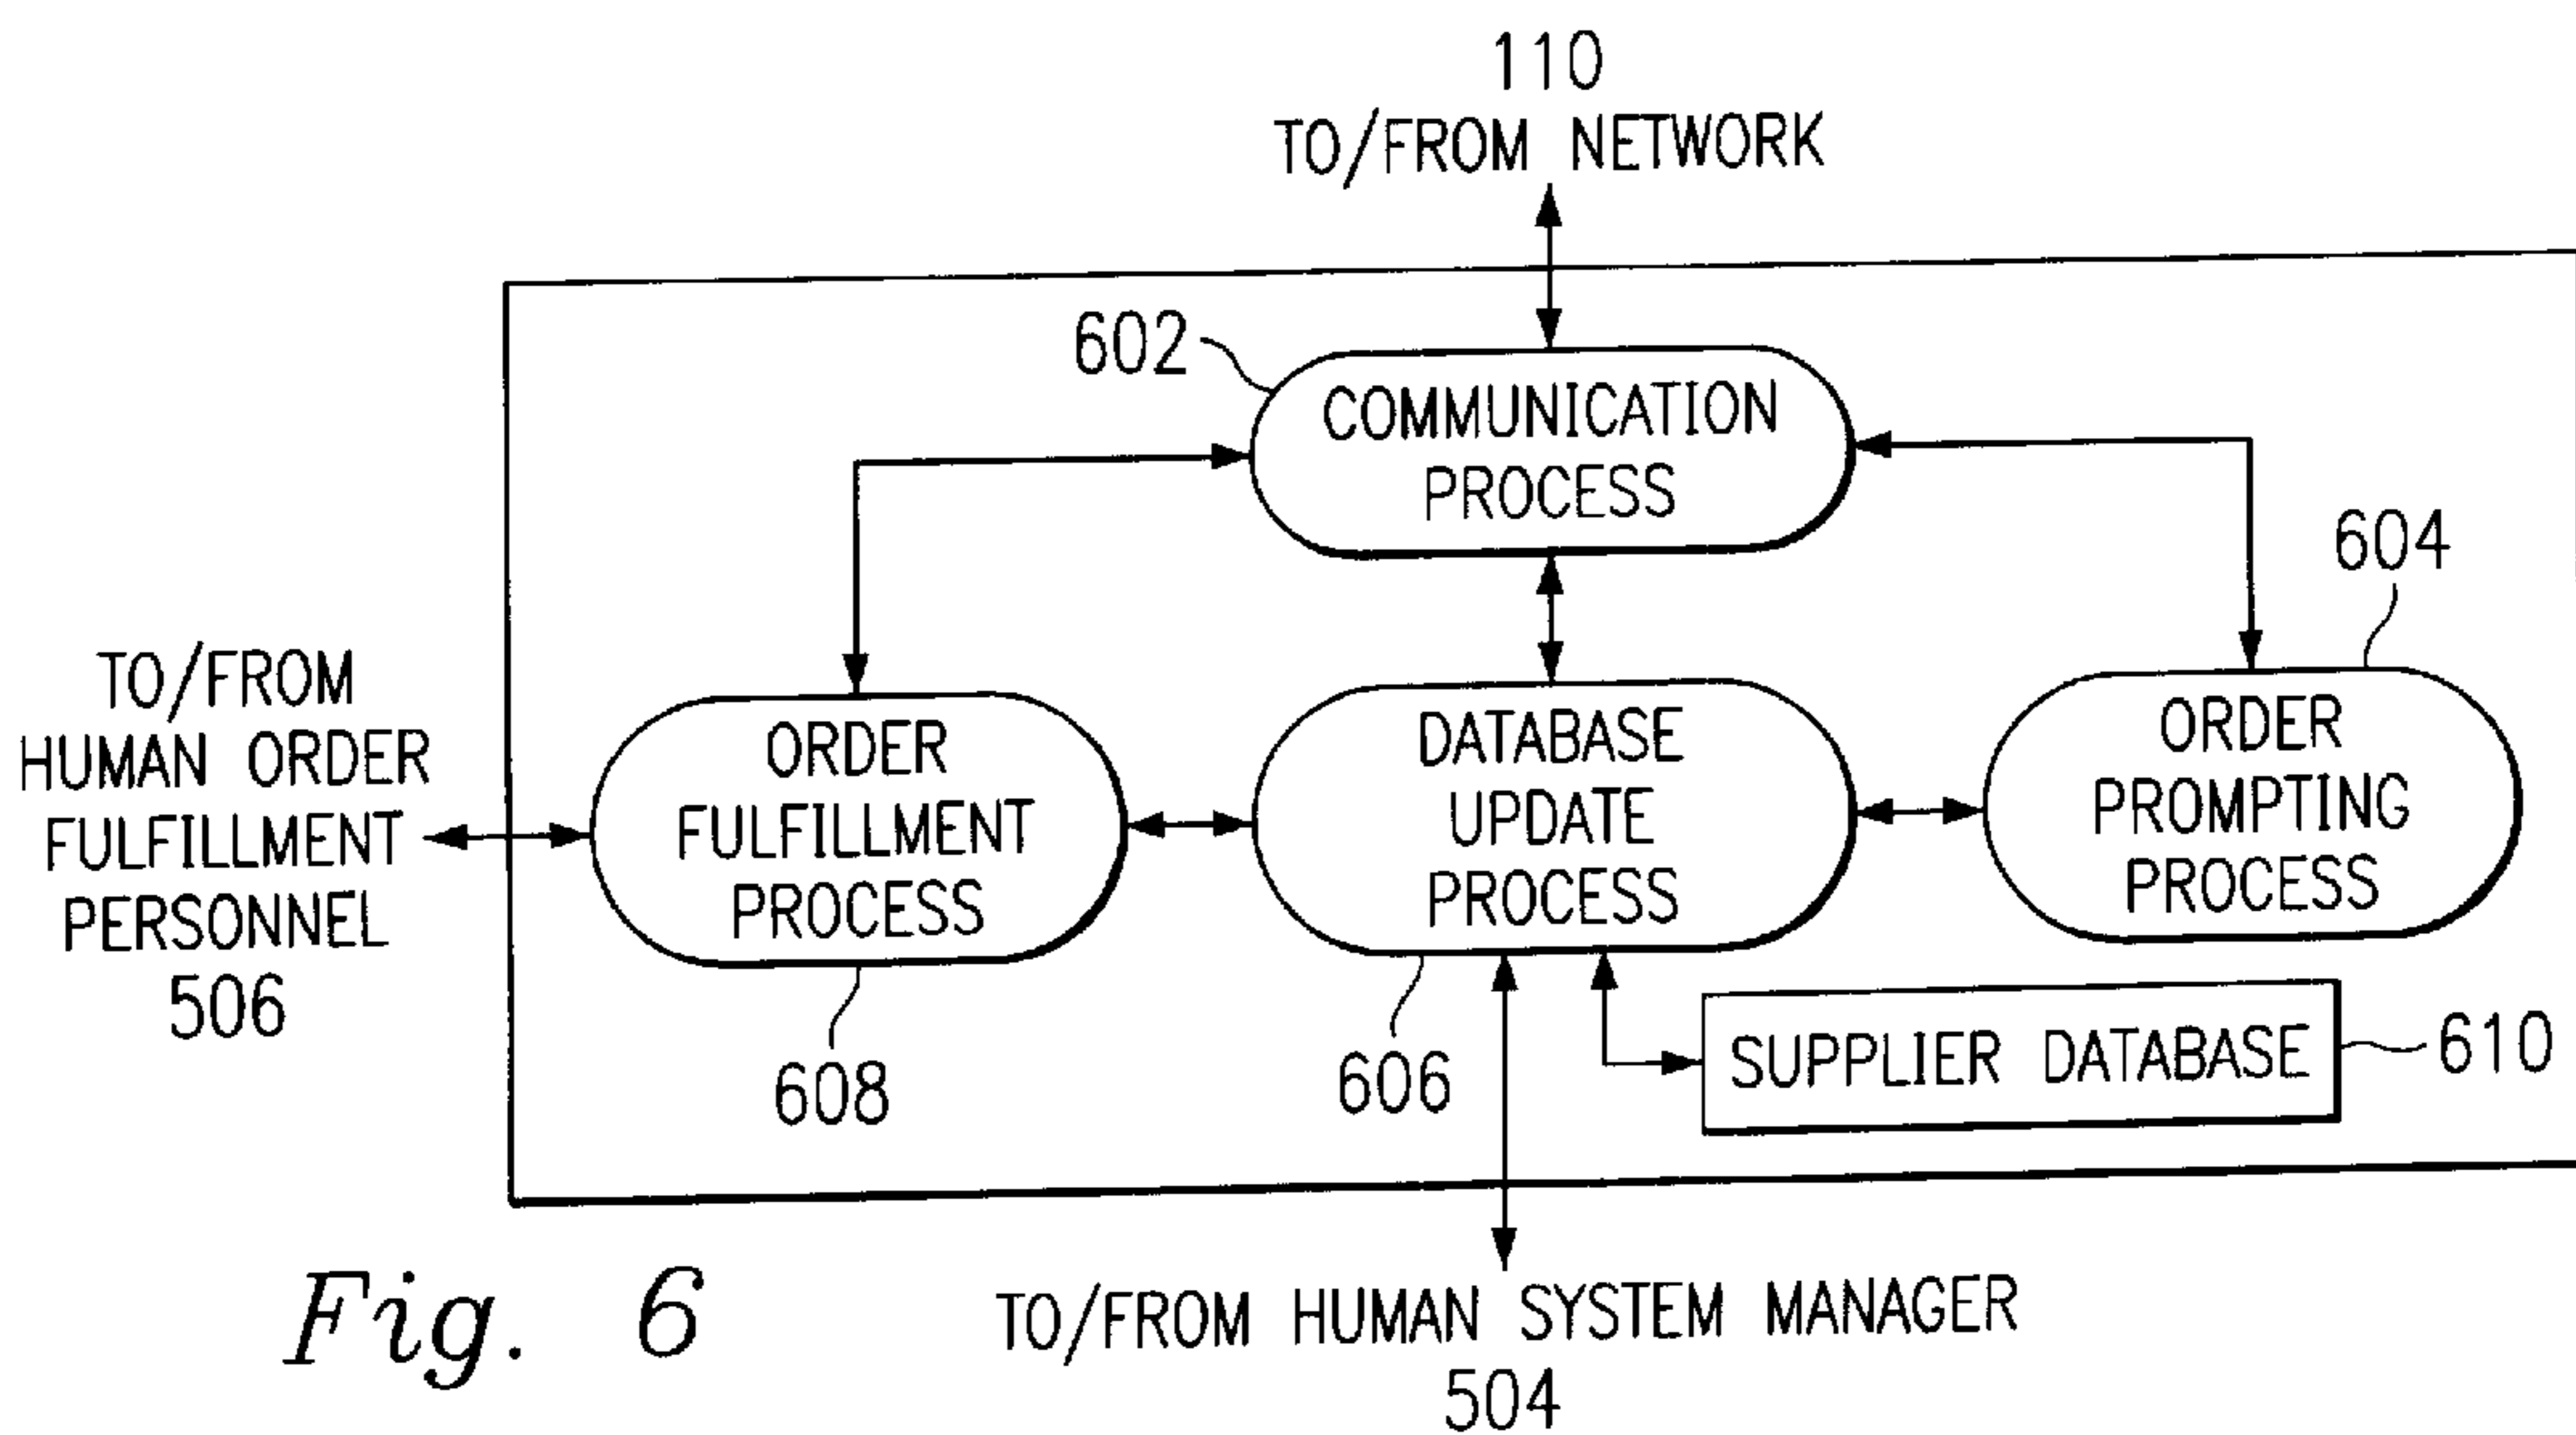 110
TO/FROM NETWORK
602
COMMUNICATION
PROCESS
604
TO/FROM
HUMAN ORDER
FULFILLMENT
PERSONNEL
506
ORDER
FULFILLMENT
PROCESS
608
DATABASE
UPDATE
PROCESS
606
ORDER
PROMPTING
PROCESS
SUPPLIER DATABASE
610
TO/FROM HUMAN SYSTEM MANAGER
504
Fig. 6